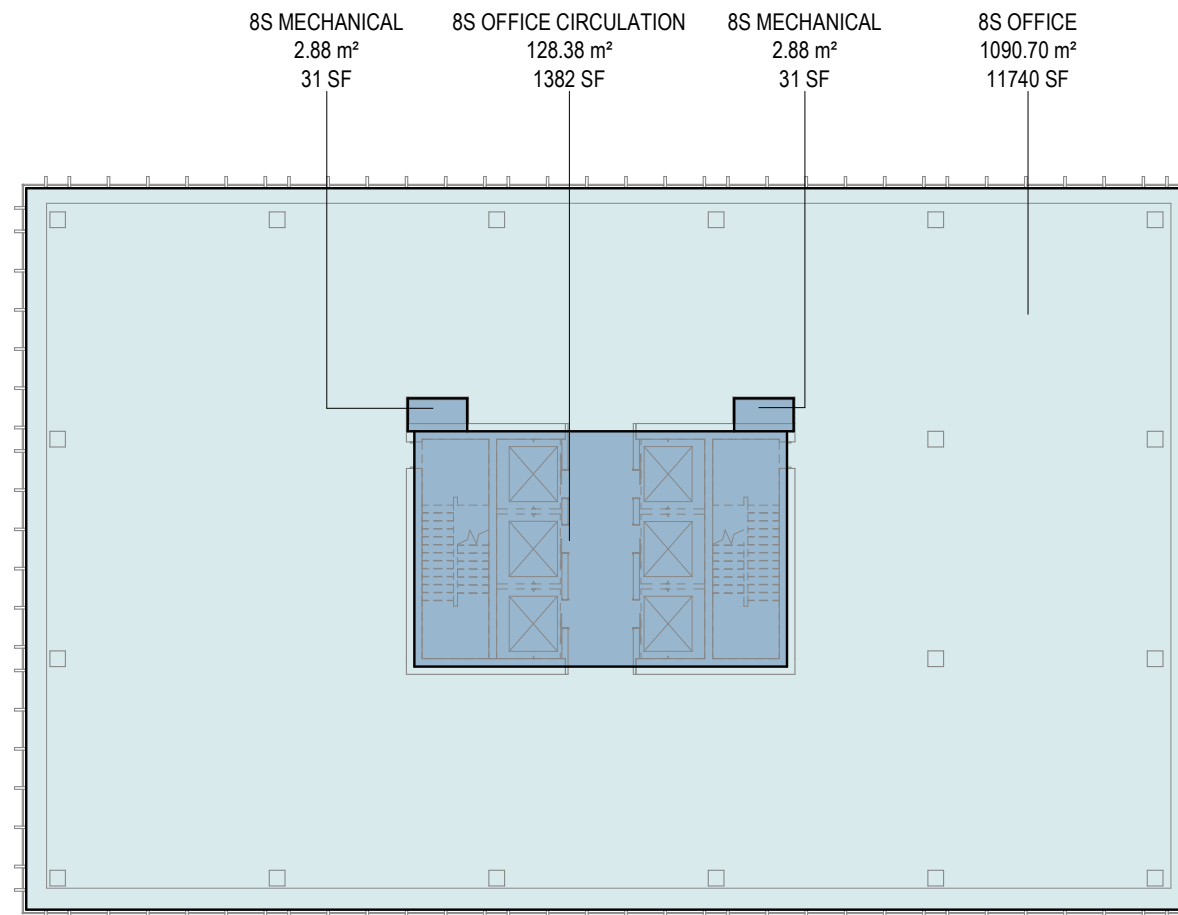 8S MECHANICAL
2.88 m²
31 SF
8S OFFICE CIRCULATION
128.38 m²
1382 SF
8S MECHANICAL
2.88 m²
31 SF
8S OFFICE
1090.70 m²
11740 SF